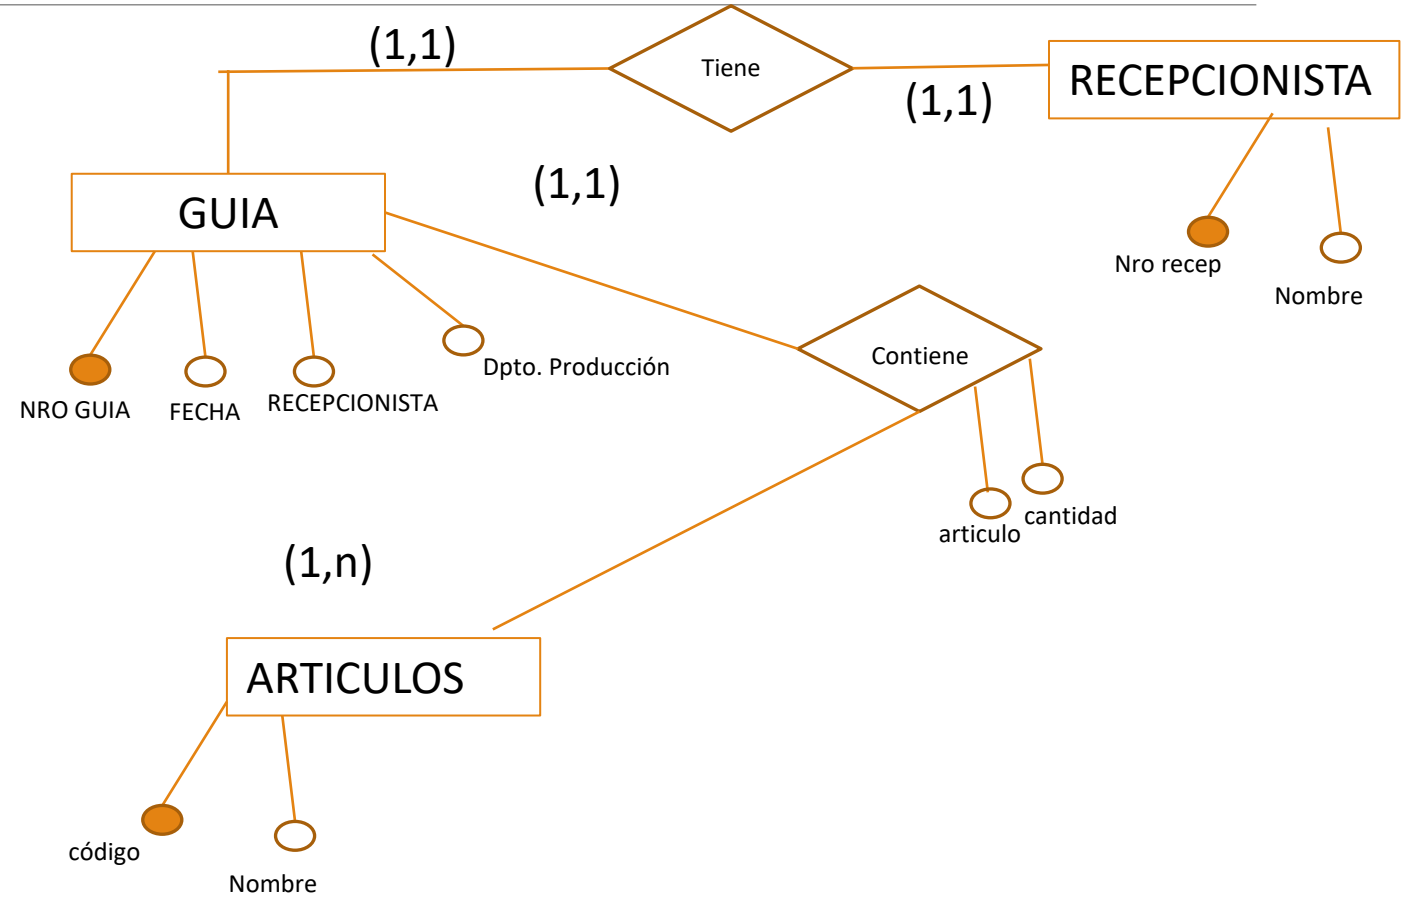 (1,1)
Tiene
(1,1)
RECEPCIONISTA
GUIA
(1,1)
Nro recep
Nombre
NRO GUIA
FECHA
RECEPCIONISTA
Dpto. Producción
Contiene
articulo
cantidad
(1,n)
ARTICULOS
código
Nombre